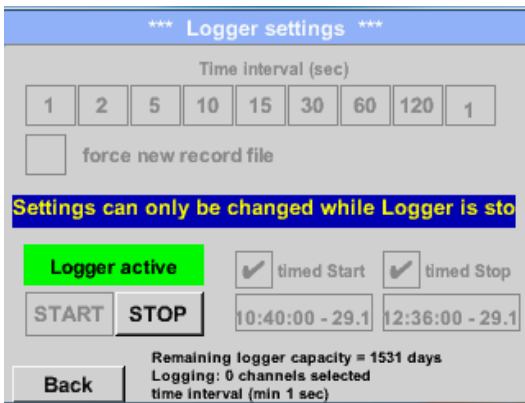 *** Logger settings ***
Time interval (sec)
1 2 5 10 15 30 60 120 1
force new record file
Settings can only be changed while Logger is sto
Logger active
✔ timed Start ✔ timed Stop
START STOP 10:40:00 - 29.1 12:36:00 - 29.1
Remaining logger capacity = 1531 days
Logging: 0 channels selected
time interval (min 1 sec)
Back